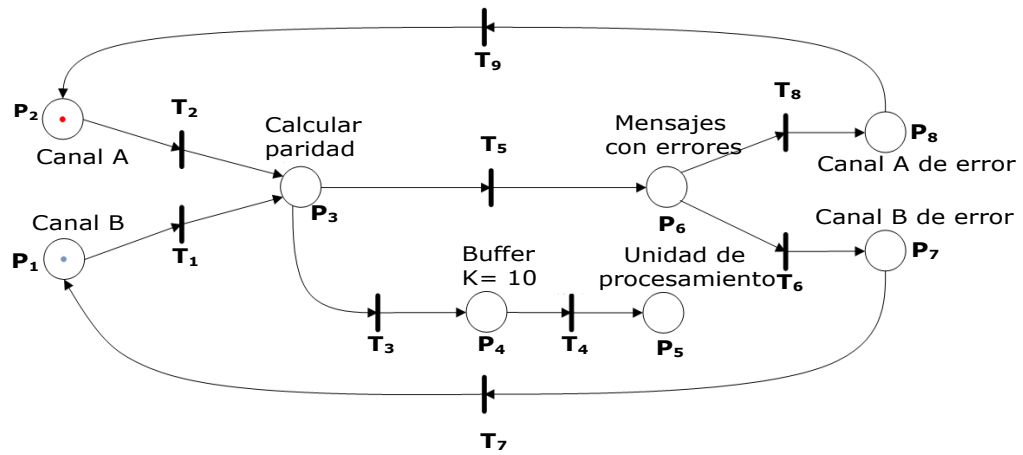 T₉
P₂
T₂
Canal A
Calcular
paridad
T₅
Mensajes
con errores
T₈
P₈
Canal A de error
Canal B
P₁
T₁
P₃
P₆
Canal B de error
P₇
T₆
Buffer
K= 10
Unidad de
procesamiento
T₃
P₄
T₄
P₅
T₇